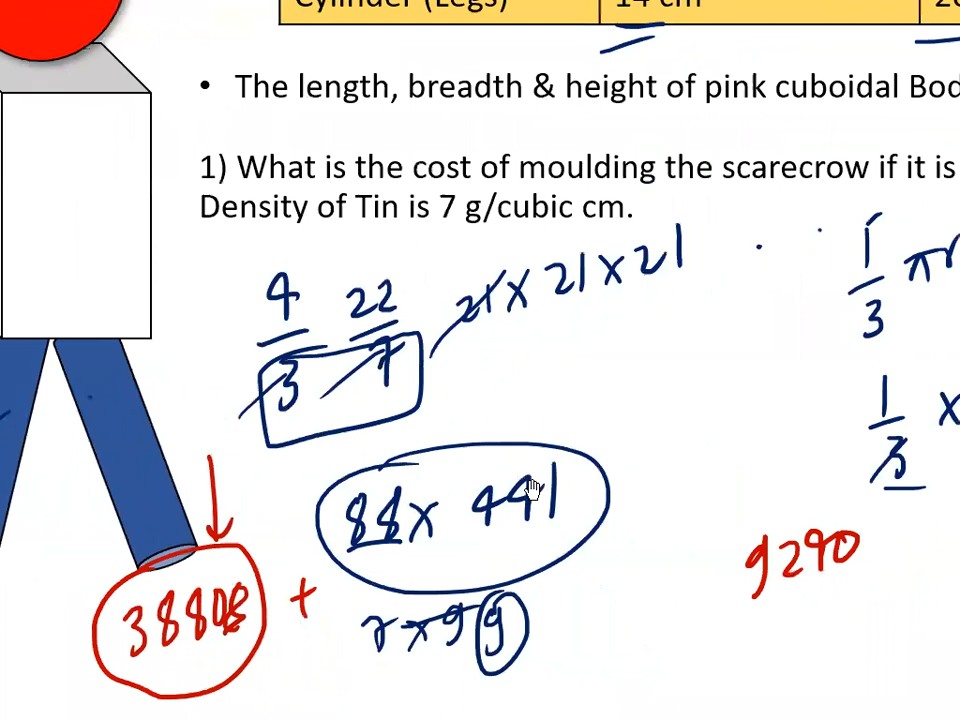 Cylinder (Legs) 14 cm
• The length, breadth & height of pink cuboidal Bod
1) What is the cost of moulding the scarecrow if it is
Density of Tin is 7 g/cubic cm.
4/3 22/7 21 x 21 x 21
1/3 πr
1/3 x
88 x 441
9290
38808 +